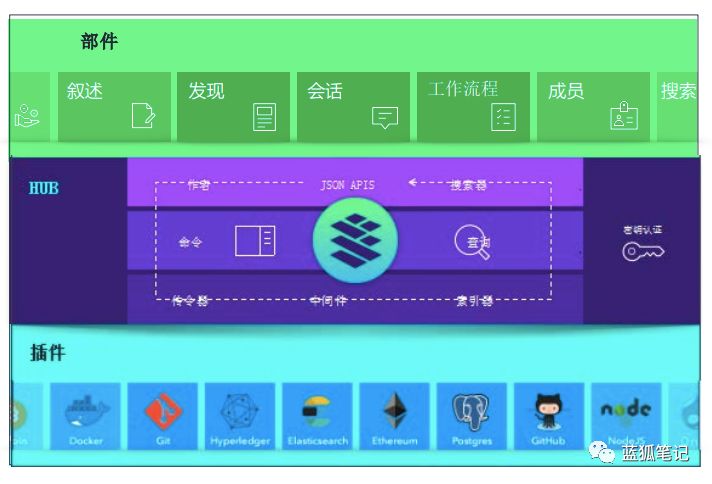 部件
叙述
发现
会话
工作流程
成员
搜索
HUB
作者
JSON APIS
搜索器
命令
查询
密钥认证
传令器
中间件
索引器
插件
Docker
Git
Hyperledger
Elasticsearch
Ethereum
Postgres
GitHub
node
NodeJS
蓝狐笔记